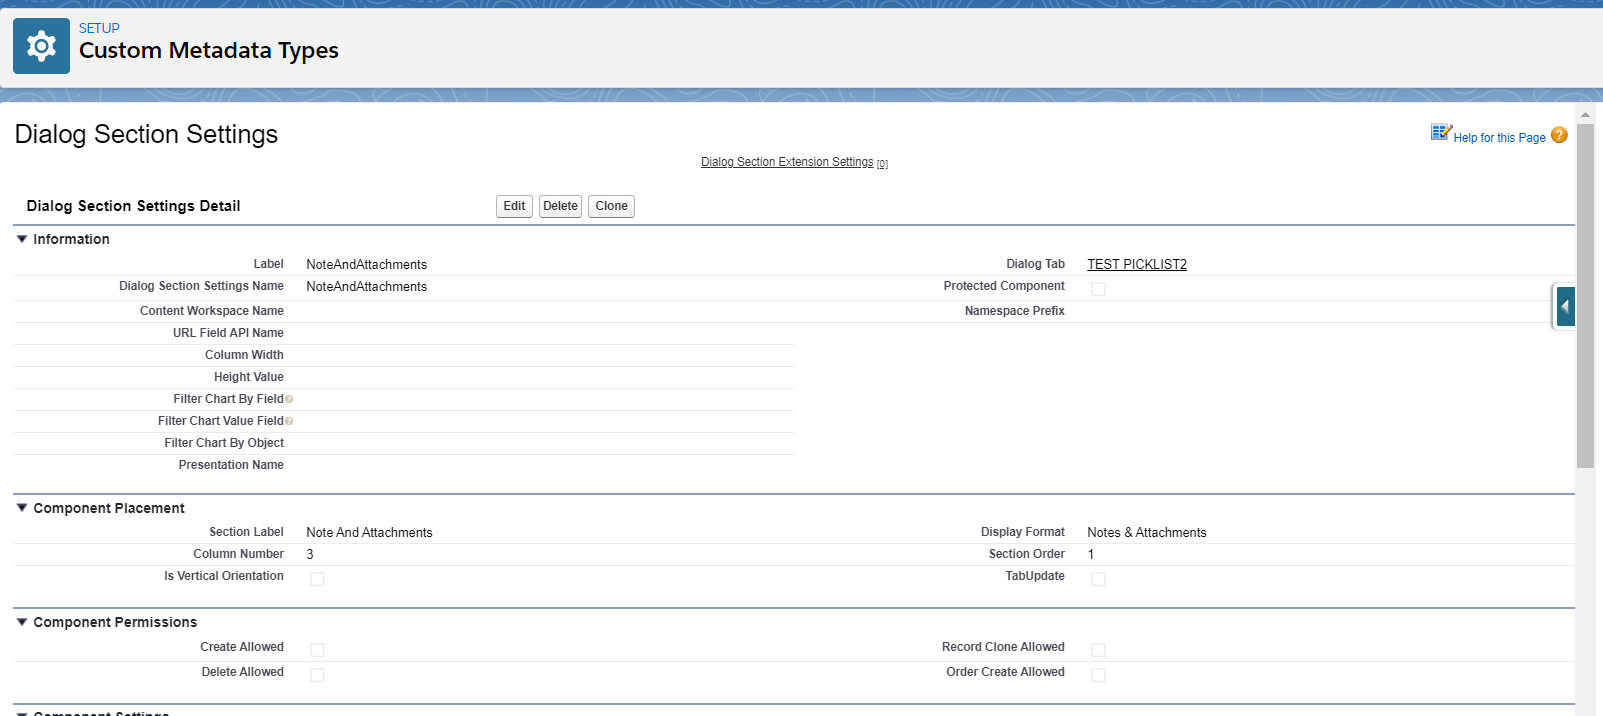 SETUP
Custom Metadata Types
Dialog Section Settings
Help for this Page ?
Dialog Section Extension Settings [0]
Dialog Section Settings Detail Edit Delete Clone
Information
Label NoteAndAttachments Dialog Tab TEST PICKLIST2
Dialog Section Settings Name NoteAndAttachments Protected Component
Content Workspace Name Namespace Prefix
URL Field API Name
Column Width
Height Value
Filter Chart By Field ?
Filter Chart Value Field ?
Filter Chart By Object
Presentation Name
Component Placement
Section Label Note And Attachments Display Format Notes & Attachments
Column Number 3 Section Order 1
Is Vertical Orientation TabUpdate
Component Permissions
Create Allowed Record Clone Allowed
Delete Allowed Order Create Allowed
Component Settings